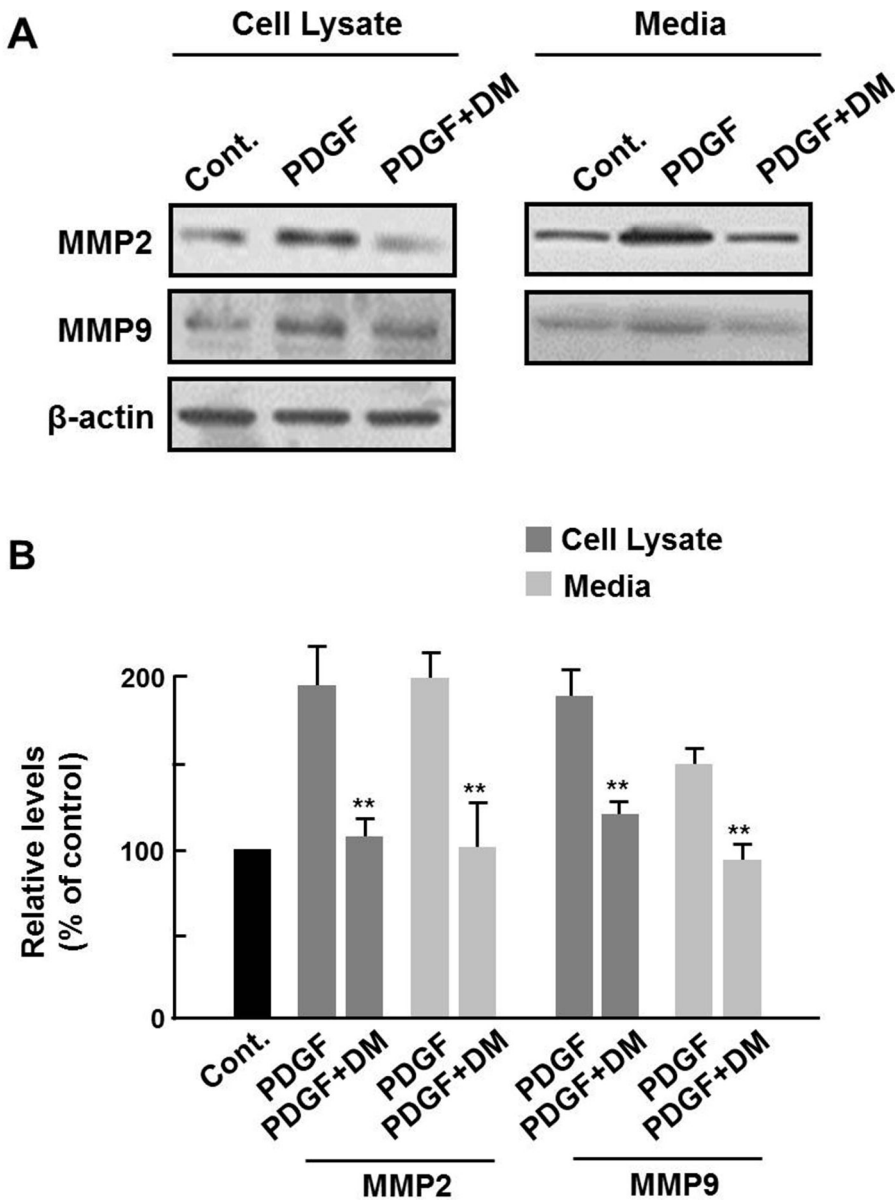 A
Cell Lysate
Media
Cont.
PDGF
PDGF+DM
Cont.
PDGF
PDGF+DM
MMP2
MMP9
β-actin
B
Cell Lysate
Media
Relative levels
(% of control)
200
100
0
**
**
**
**
Cont.
PDGF
PDGF+DM
PDGF
PDGF+DM
PDGF
PDGF+DM
PDGF
PDGF+DM
MMP2
MMP9